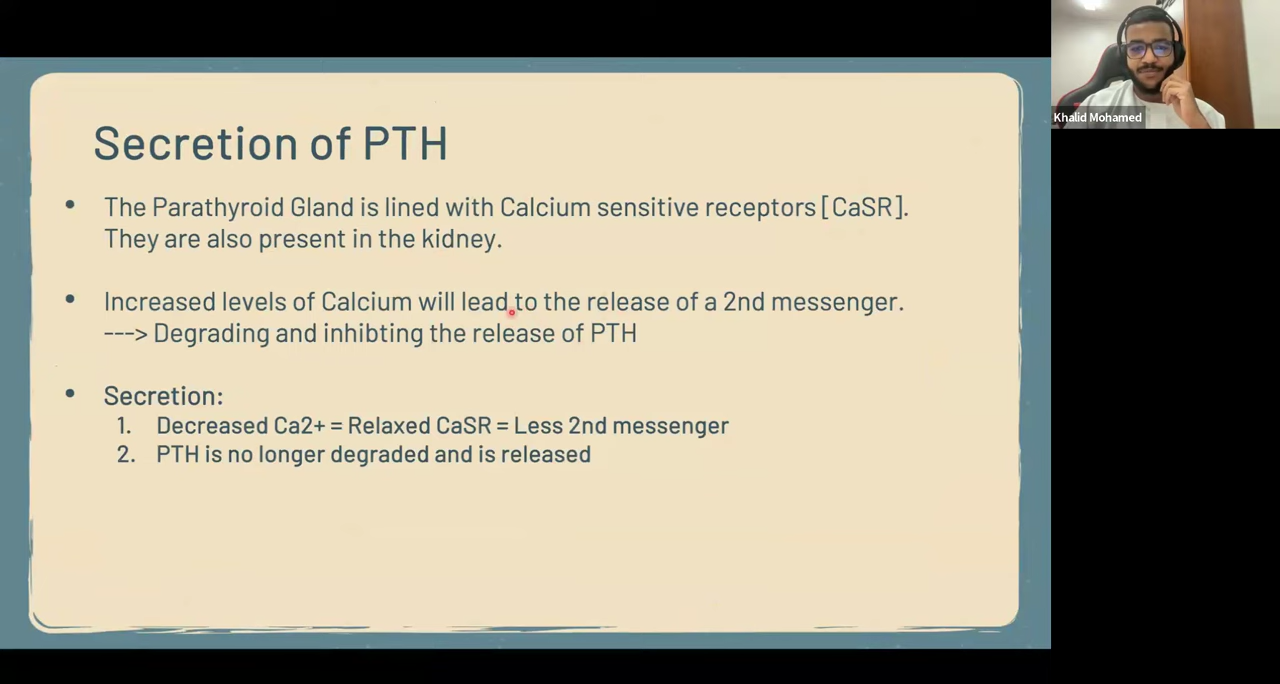 Secretion of PTH
• The Parathyroid Gland is lined with Calcium sensitive receptors [CaSR].
They are also present in the kidney.
• Increased levels of Calcium will lead to the release of a 2nd messenger.
---> Degrading and inhibting the release of PTH
• Secretion:
1. Decreased Ca2+ = Relaxed CaSR = Less 2nd messenger
2. PTH is no longer degraded and is released
Khalid Mohamed